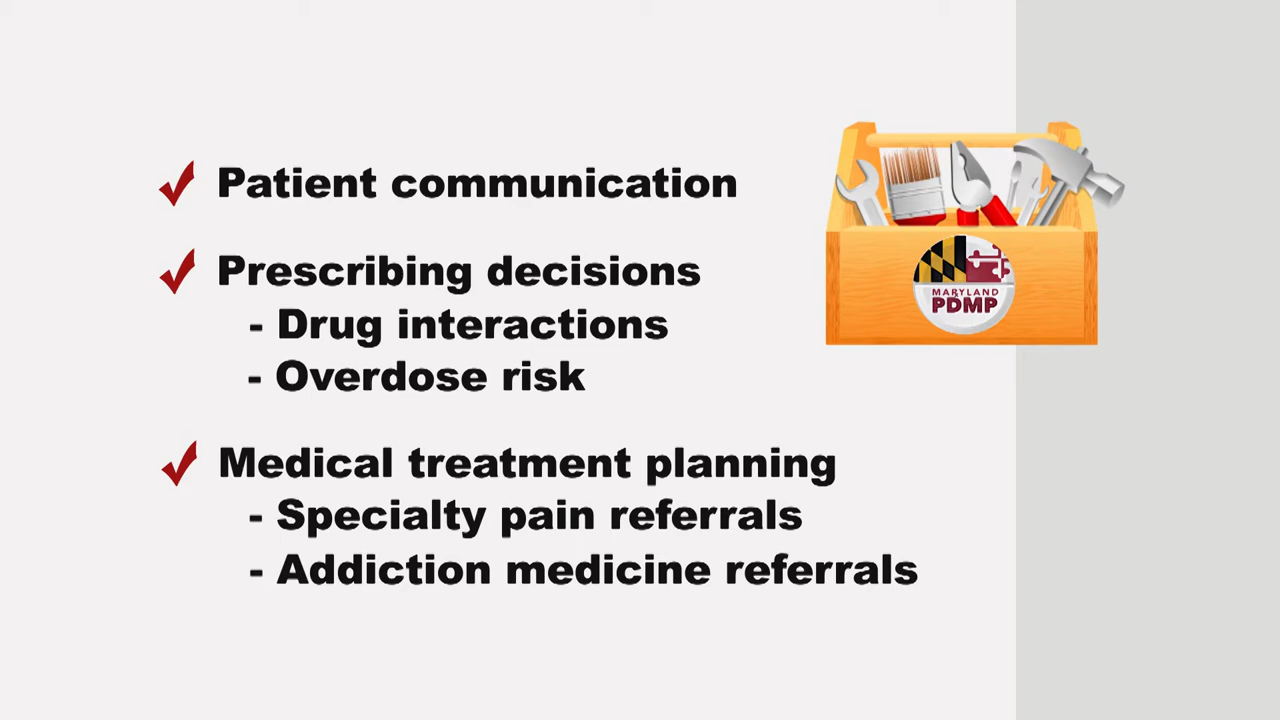 Patient communication
Prescribing decisions
- Drug interactions
- Overdose risk
Medical treatment planning
- Specialty pain referrals
- Addiction medicine referrals
MARYLAND
PDMP